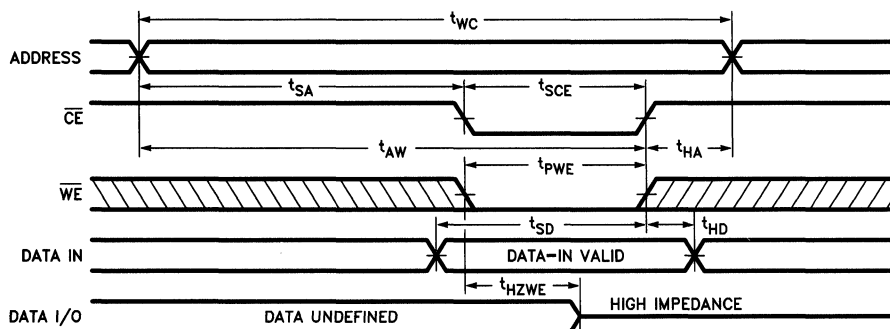 tWC
ADDRESS
tSA
tSCE
CE
tAW
tHA
tPWE
WE
tSD
tHD
DATA IN
DATA-IN VALID
tHZWE
HIGH IMPEDANCE
DATA I/O
DATA UNDEFINED